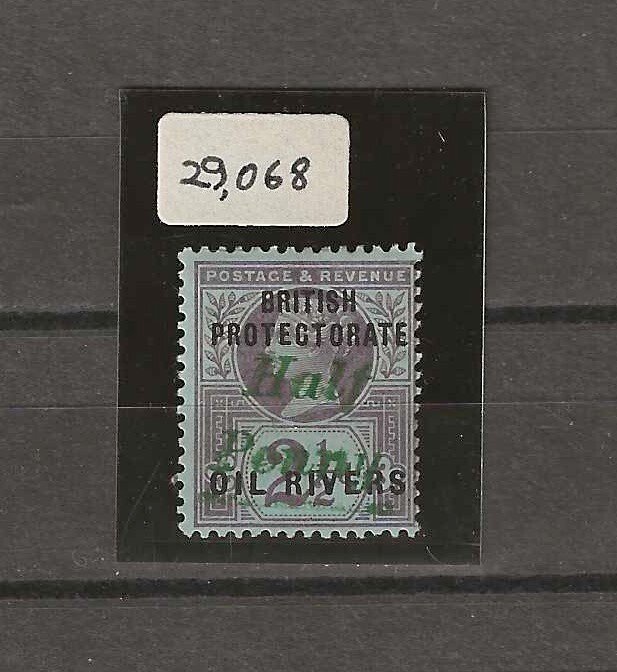 29,068
POSTAGE & REVENUE
BRITISH
PROTECTORATE
Half
Penny.
2½
OIL RIVERS